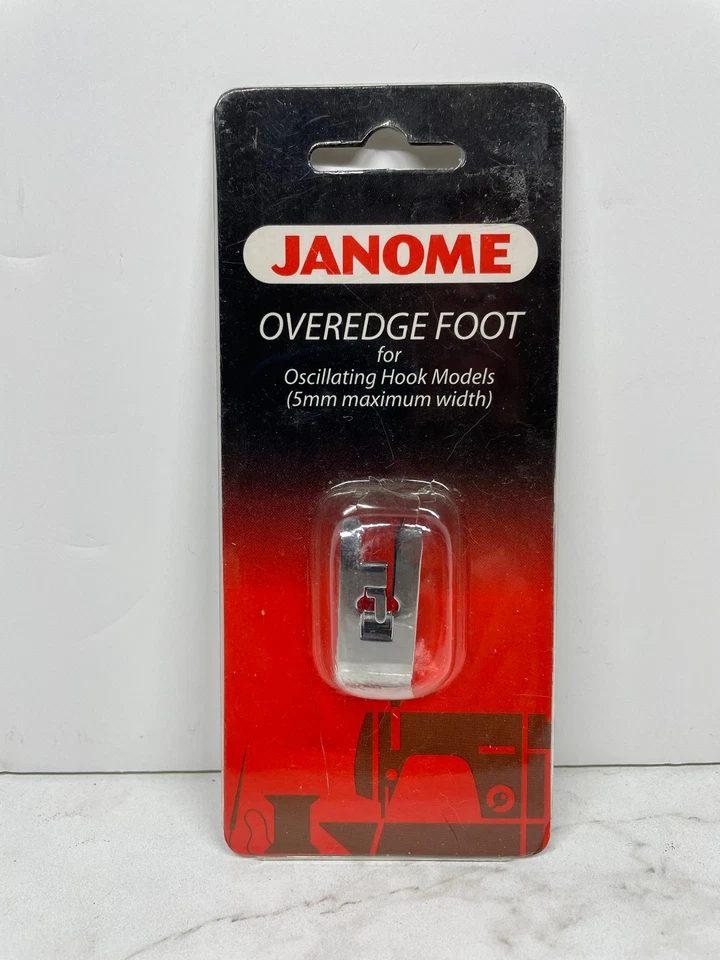 JANOME
OVEREDGE FOOT
for
Oscillating Hook Models
(5mm maximum width)